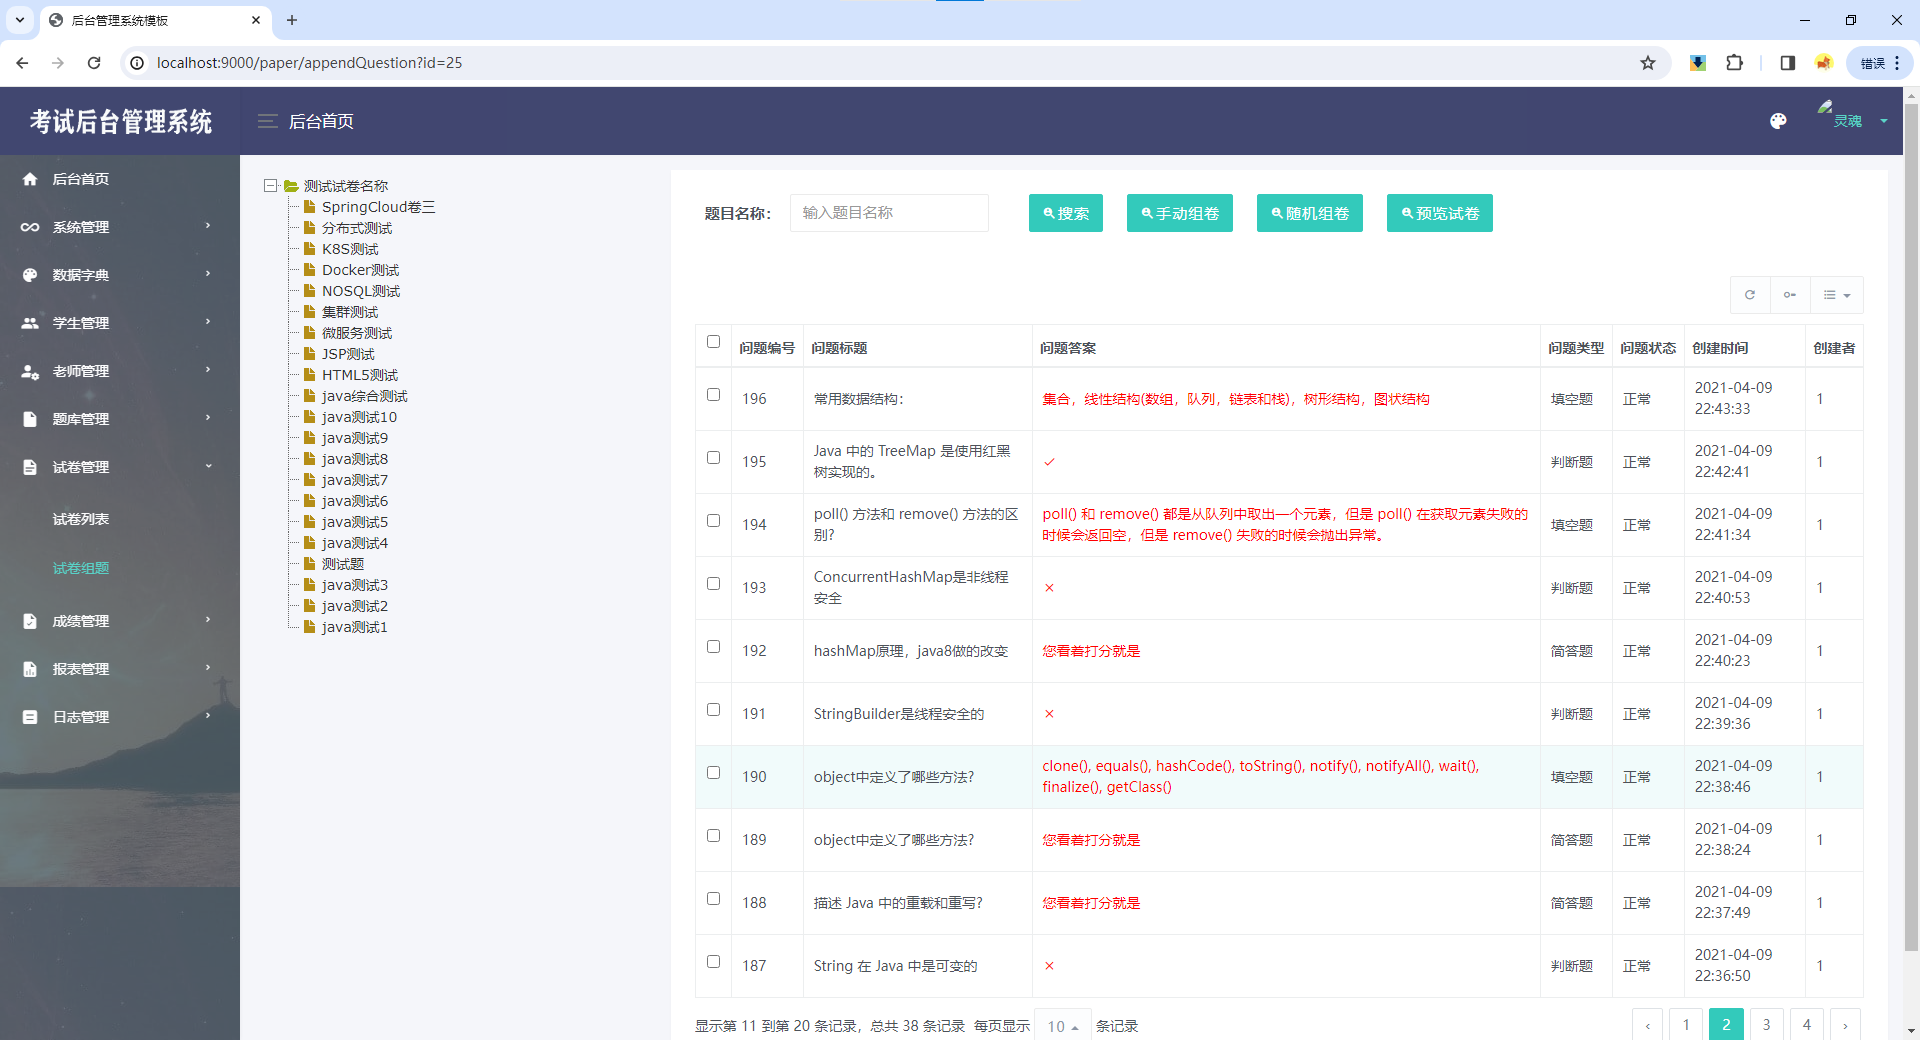 后台管理系统模板
localhost:9000/paper/appendQuestion?id=25
错误
考试后台管理系统
后台首页
灵魂
后台首页
系统管理
数据字典
学生管理
老师管理
题库管理
试卷管理
试卷列表
试卷组题
成绩管理
报表管理
日志管理
测试试卷名称
SpringCloud卷三
分布式测试
K8S测试
Docker测试
NOSQL测试
集群测试
微服务测试
JSP测试
HTML5测试
java综合测试
java测试10
java测试9
java测试8
java测试7
java测试6
java测试5
java测试4
测试题
java测试3
java测试2
java测试1
题目名称： 输入题目名称 搜索 手动组卷 随机组卷 预览试卷
问题编号 问题标题 问题答案 问题类型 问题状态 创建时间 创建者
196 常用数据结构： 集合，线性结构(数组，队列，链表和栈)，树形结构，图状结构 填空题 正常 2021-04-09
22:43:33 1
195 Java 中的 TreeMap 是使用红黑
树实现的。 ✓ 判断题 正常 2021-04-09
22:42:41 1
194 poll() 方法和 remove() 方法的区
别? poll() 和 remove() 都是从队列中取出一个元素，但是 poll() 在获取元素失败的
时候会返回空，但是 remove() 失败的时候会抛出异常。 填空题 正常 2021-04-09
22:41:34 1
193 ConcurrentHashMap是非线程
安全 × 判断题 正常 2021-04-09
22:40:53 1
192 hashMap原理，java8做的改变 您看着打分就是 简答题 正常 2021-04-09
22:40:23 1
191 StringBuilder是线程安全的 × 判断题 正常 2021-04-09
22:39:36 1
190 object中定义了哪些方法? clone(), equals(), hashCode(), toString(), notify(), notifyAll(), wait(),
finalize(), getClass() 填空题 正常 2021-04-09
22:38:46 1
189 object中定义了哪些方法? 您看着打分就是 简答题 正常 2021-04-09
22:38:24 1
188 描述 Java 中的重载和重写? 您看着打分就是 简答题 正常 2021-04-09
22:37:49 1
187 String 在 Java 中是可变的 × 判断题 正常 2021-04-09
22:36:50 1
显示第 11 到第 20 条记录，总共 38 条记录 每页显示 10 条记录
‹ 1 2 3 4 ›